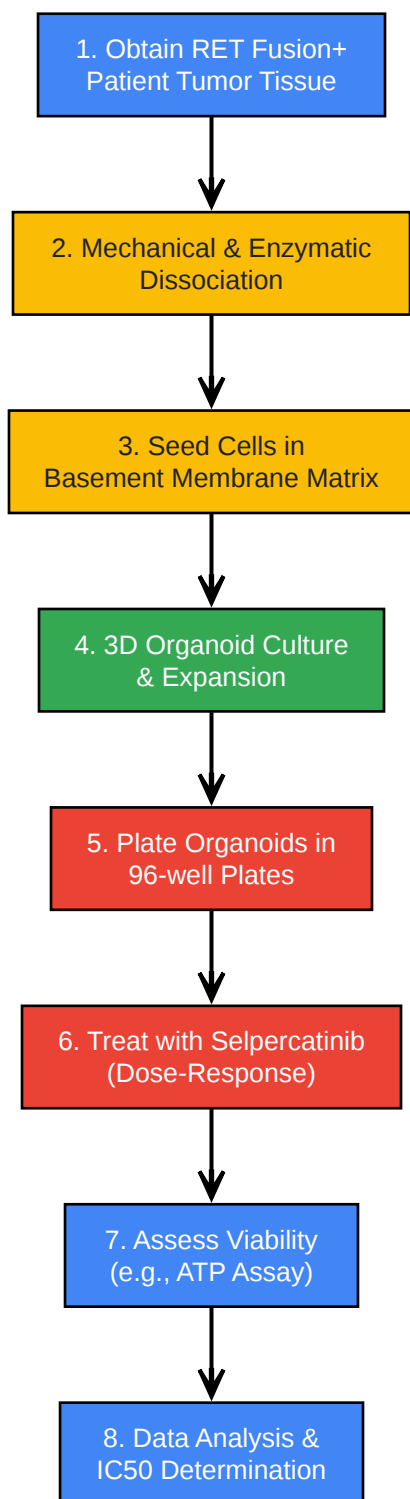 1. Obtain RET Fusion+
Patient Tumor Tissue
2. Mechanical & Enzymatic
Dissociation
3. Seed Cells in
Basement Membrane Matrix
4. 3D Organoid Culture
& Expansion
5. Plate Organoids in
96-well Plates
6. Treat with Selpercatinib
(Dose-Response)
7. Assess Viability
(e.g., ATP Assay)
8. Data Analysis &
IC50 Determination